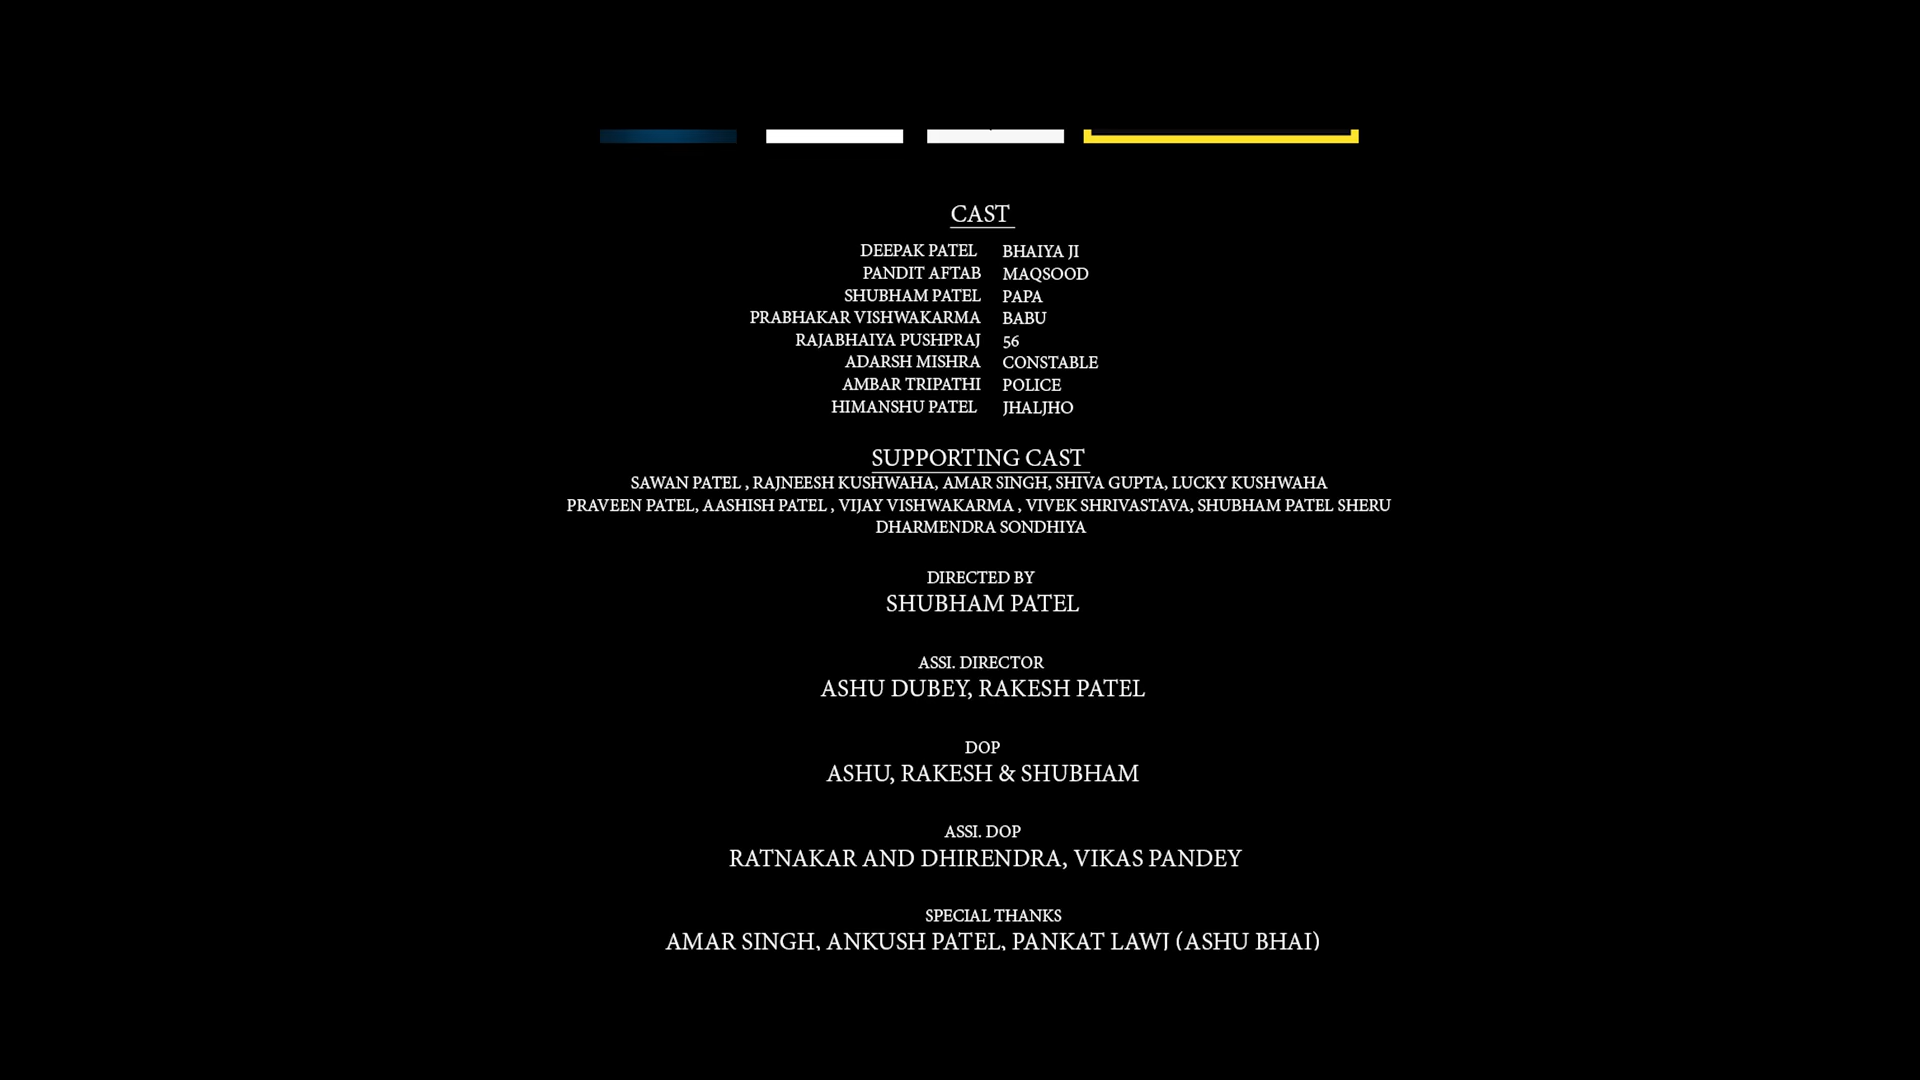 CAST
DEEPAK PATEL BHAIYA JI
PANDIT AFTAB MAQSOOD
SHUBHAM PATEL PAPA
PRABHAKAR VISHWAKARMA BABU
RAJABHAIYA PUSHPRAJ 56
ADARSH MISHRA CONSTABLE
AMBAR TRIPATHI POLICE
HIMANSHU PATEL JHALJHO
SUPPORTING CAST
SAWAN PATEL , RAJNEESH KUSHWAHA, AMAR SINGH, SHIVA GUPTA, LUCKY KUSHWAHA
PRAVEEN PATEL, AASHISH PATEL , VIJAY VISHWAKARMA , VIVEK SHRIVASTAVA, SHUBHAM PATEL SHERU
DHARMENDRA SONDHIYA
DIRECTED BY
SHUBHAM PATEL
ASSI. DIRECTOR
ASHU DUBEY, RAKESH PATEL
DOP
ASHU, RAKESH & SHUBHAM
ASSI. DOP
RATNAKAR AND DHIRENDRA, VIKAS PANDEY
SPECIAL THANKS
AMAR SINGH, ANKUSH PATEL, PANKAT LAWJ (ASHU BHAI)